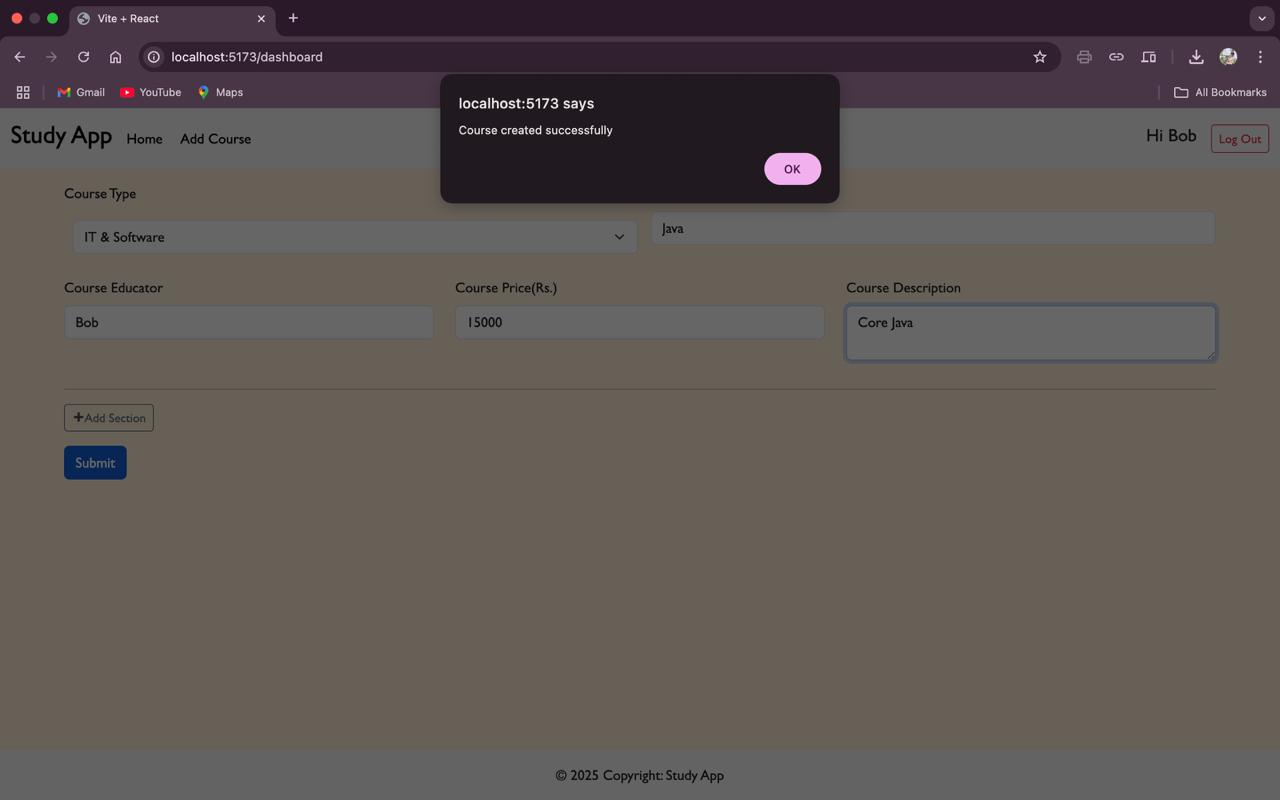 Vite + React
localhost:5173/dashboard
Gmail YouTube Maps All Bookmarks
localhost:5173 says
Course created successfully
OK
Study App Home Add Course Hi Bob Log Out
Course Type
IT & Software Java
Course Educator Course Price(Rs.) Course Description
Bob 15000 Core Java
+Add Section
Submit
© 2025 Copyright: Study App